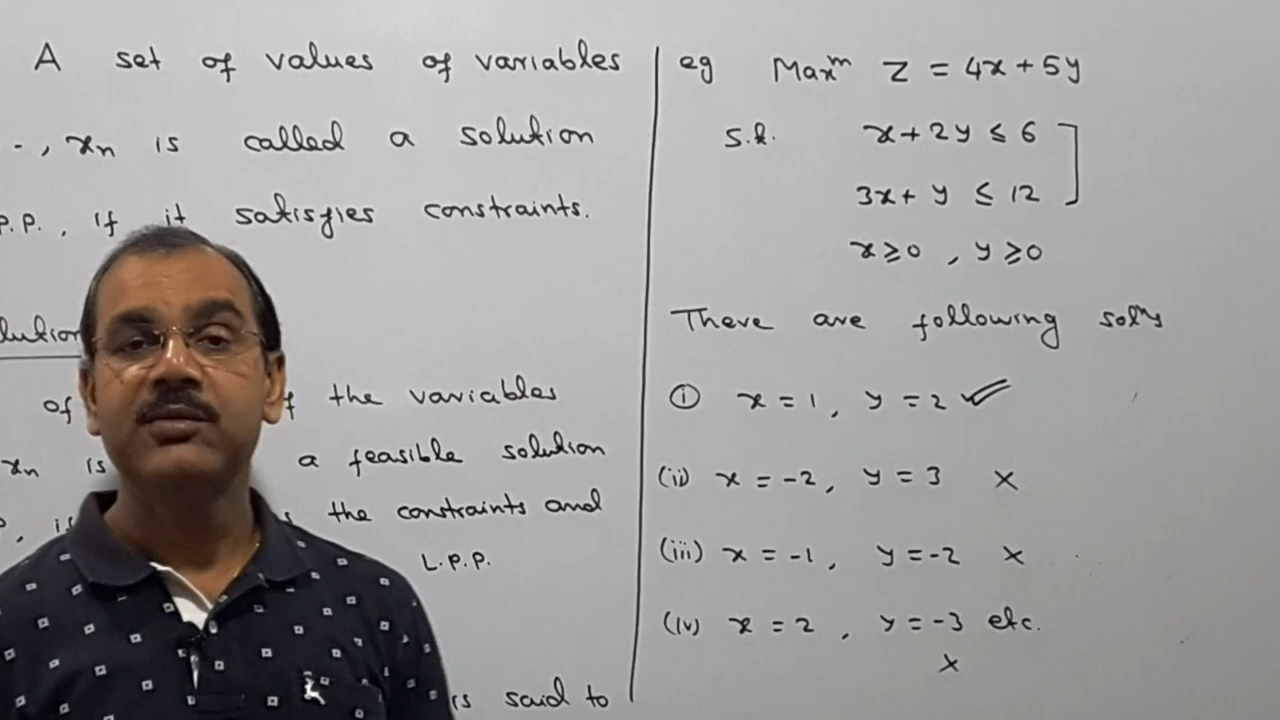 A set of values of variables
- , xn is called a solution
P.P. , if it satisfies constraints.
lution
of the variables
xn is a feasible solution
the constraints and
L.P.P.
is said to
eg Maxᵐ Z = 4x + 5y
s.t. x + 2y ≤ 6
3x + y ≤ 12
x ≥ 0 , y ≥ 0
There are following solⁿs
(i) x = 1, y = 2 ✓
(ii) x = -2, y = 3 ×
(iii) x = -1, y = -2 ×
(iv) x = 2 , y = -3 etc.
×